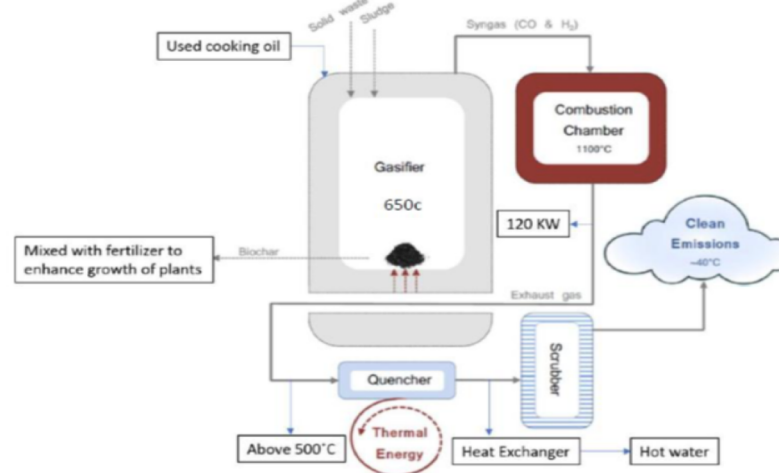 Solid waste
Sludge
Syngas (CO & H₂)
Used cooking oil
Combustion
Chamber
1100°C
Gasifier
650c
120 KW
Clean
Emissions
~40°C
Mixed with fertilizer to
enhance growth of plants
Biochar
Exhaust gas
Scrubber
Quencher
Thermal
Energy
Above 500°C
Heat Exchanger
Hot water